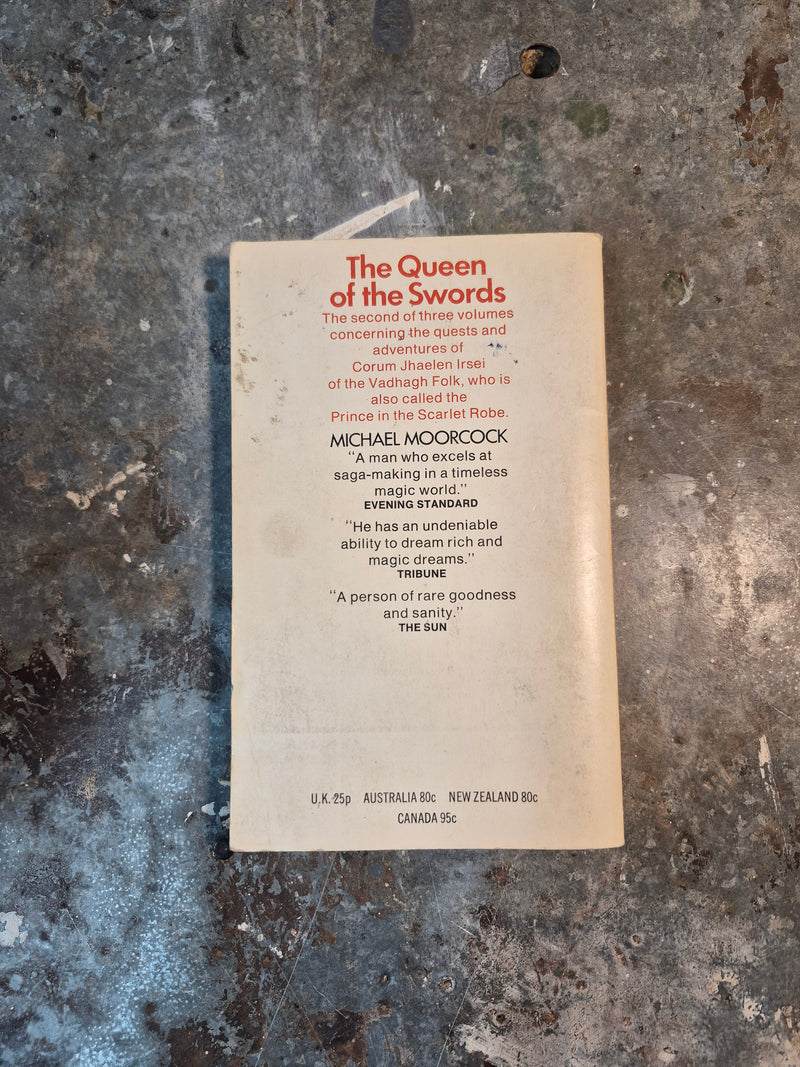 The Queen
of the Swords
The second of three volumes
concerning the quests and
adventures of
Corum Jhaelen Irsei
of the Vadhagh Folk, who is
also called the
Prince in the Scarlet Robe.
MICHAEL MOORCOCK
"A man who excels at
saga-making in a timeless
magic world."
EVENING STANDARD
"He has an undeniable
ability to dream rich and
magic dreams."
TRIBUNE
"A person of rare goodness
and sanity."
THE SUN
U.K. 25p AUSTRALIA 80c NEW ZEALAND 80c
CANADA 95c